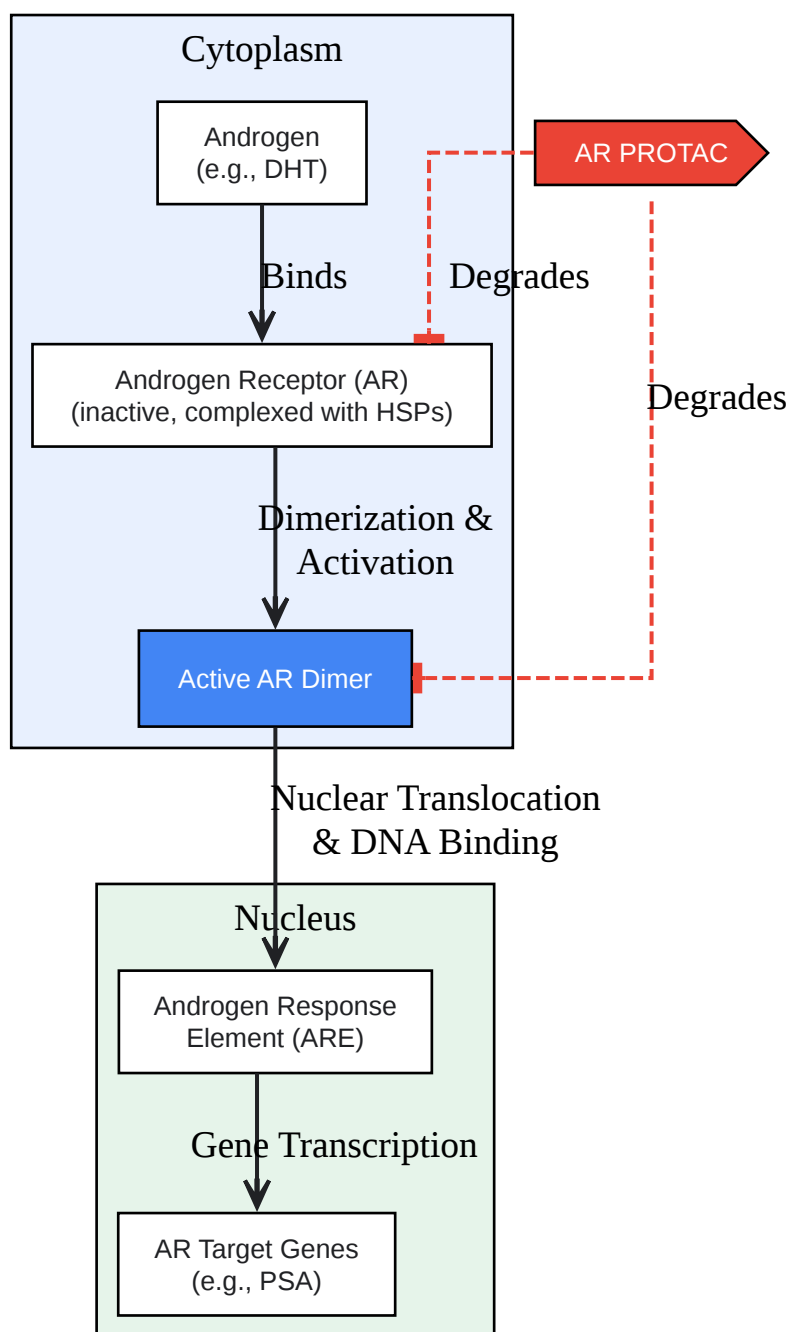 Cytoplasm
Androgen
(e.g., DHT)
AR PROTAC
Binds
Degrades
Androgen Receptor (AR)
(inactive, complexed with HSPs)
Degrades
Dimerization &
Activation
Active AR Dimer
Nuclear Translocation
& DNA Binding
Nucleus
Androgen Response
Element (ARE)
Gene Transcription
AR Target Genes
(e.g., PSA)